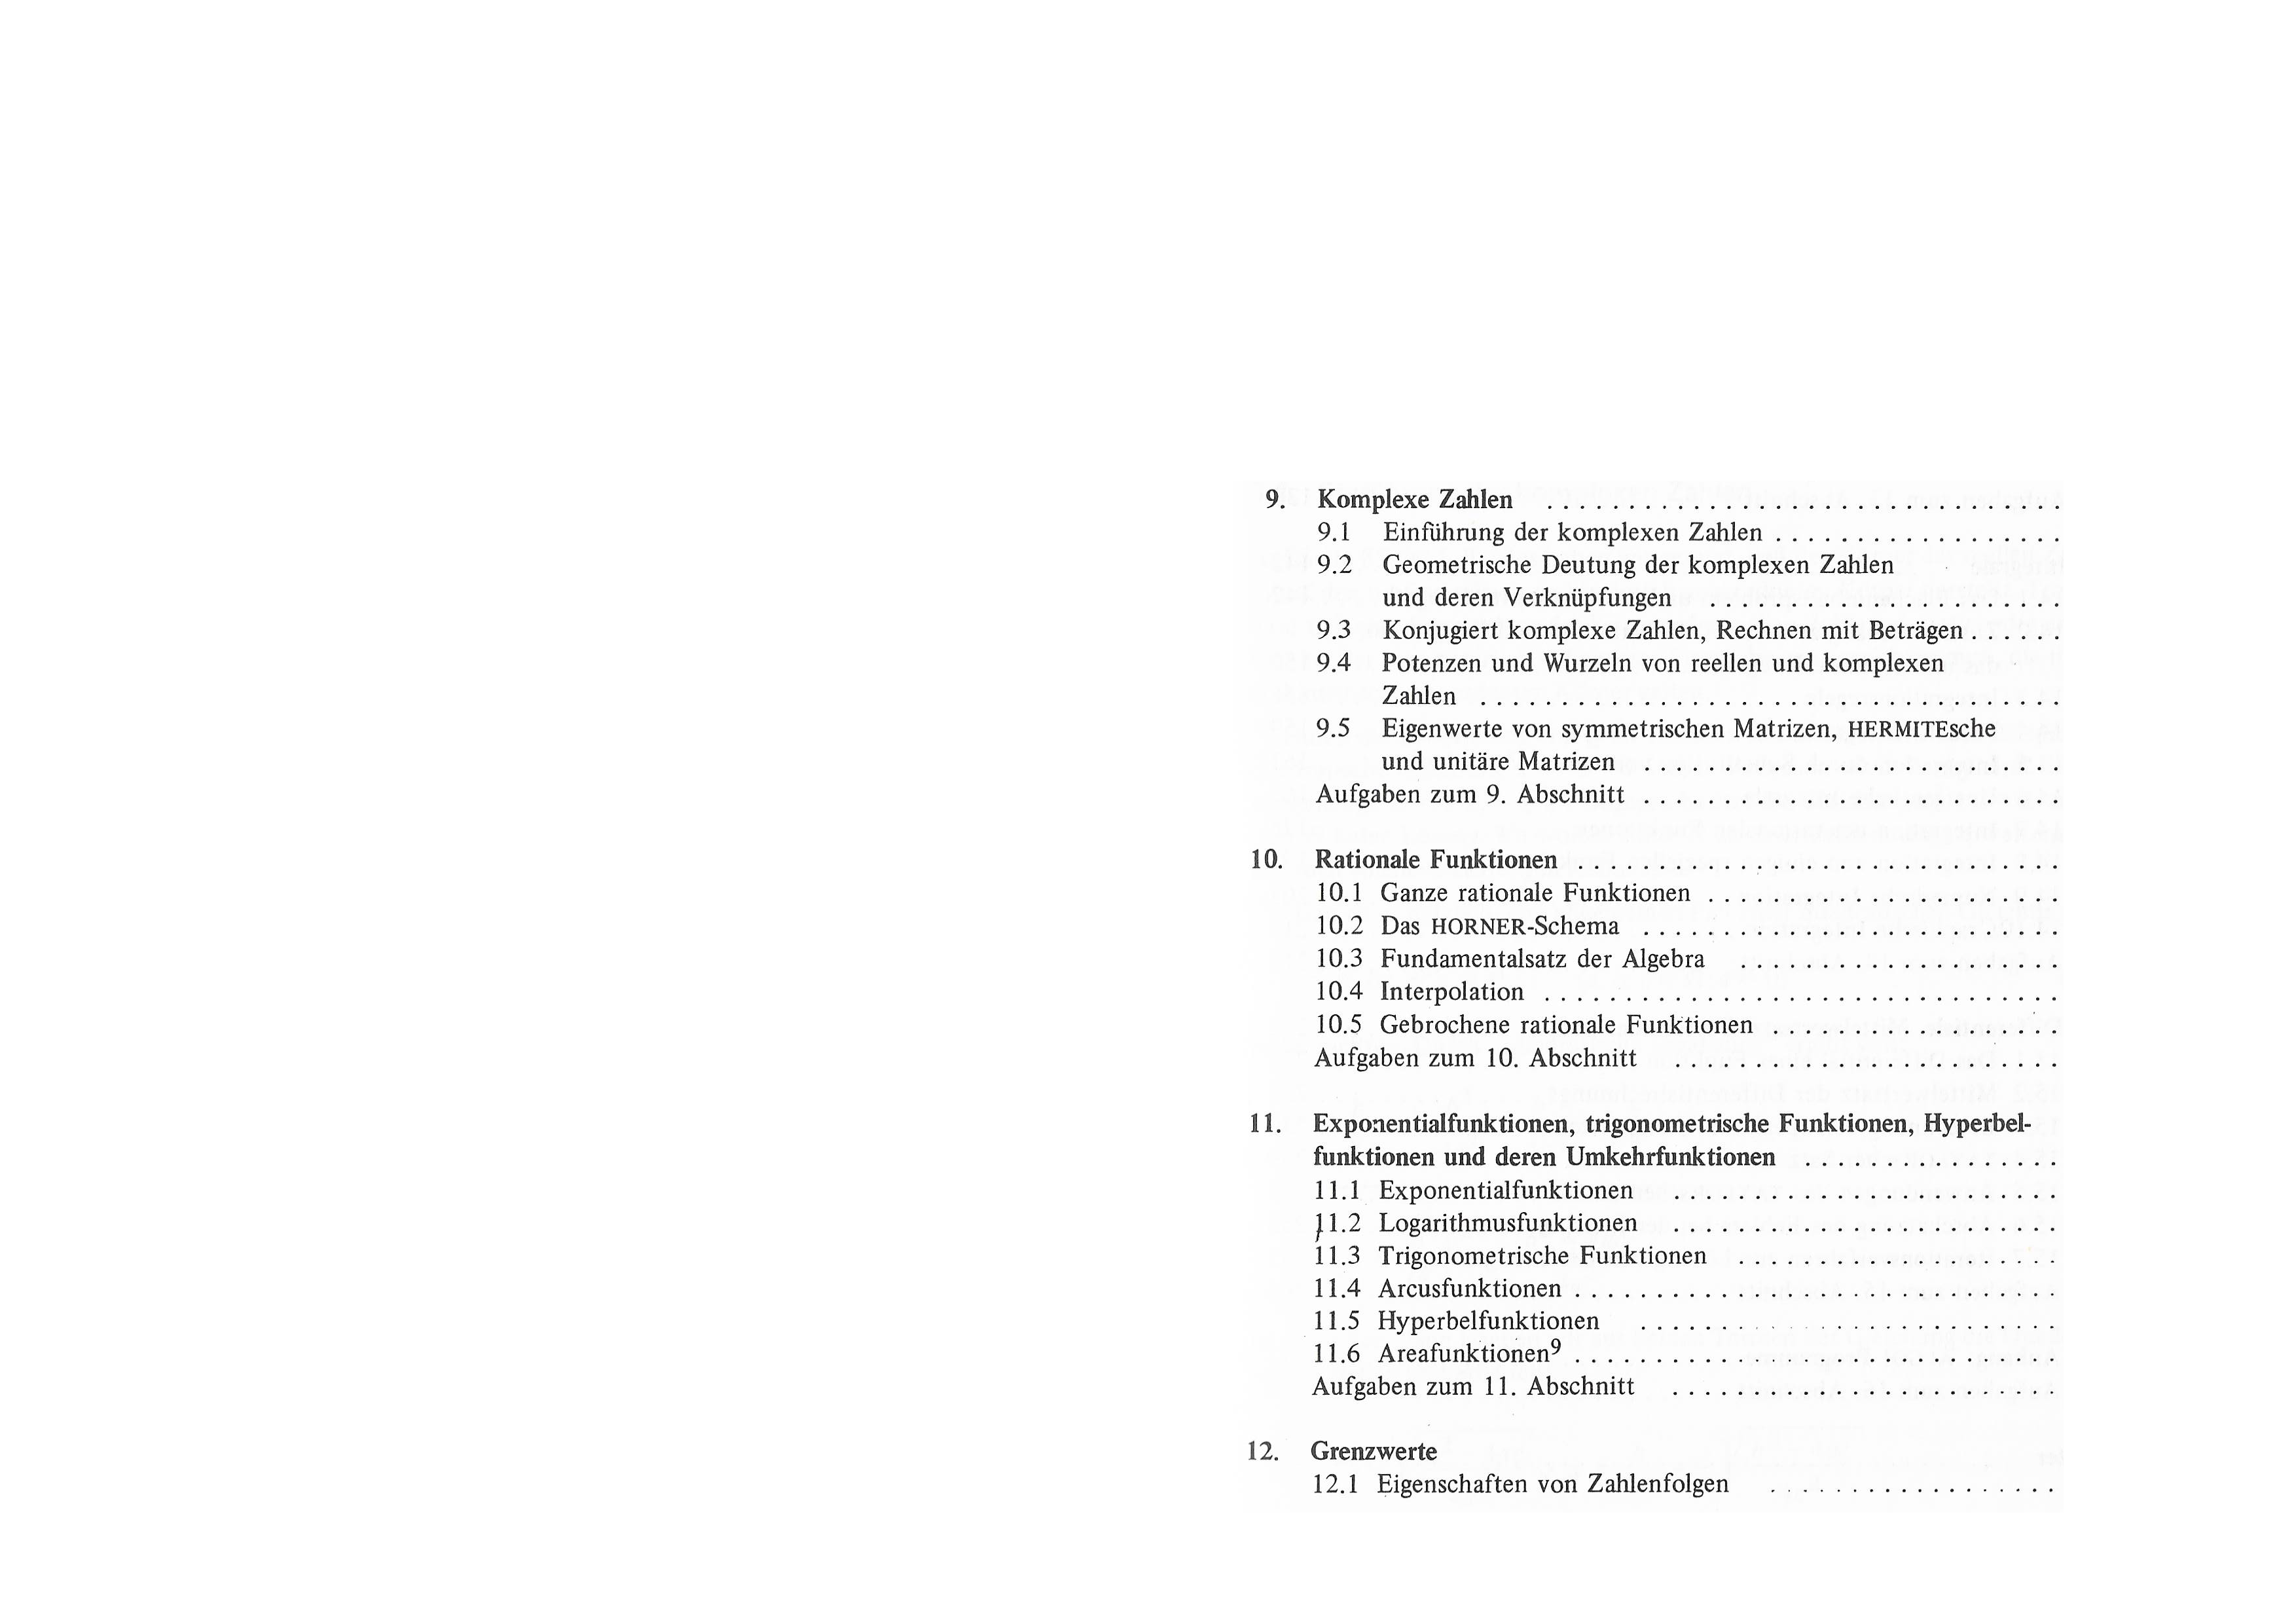 9. Komplexe Zahlen . . . . . . . . . . . . . . . . . . . . . . . . . . . . . . . .
9.1 Einführung der komplexen Zahlen . . . . . . . . . . . . . . . . . .
9.2 Geometrische Deutung der komplexen Zahlen
und deren Verknüpfungen . . . . . . . . . . . . . . . . . . . . . .
9.3 Konjugiert komplexe Zahlen, Rechnen mit Beträgen . . . . . .
9.4 Potenzen und Wurzeln von reellen und komplexen
Zahlen . . . . . . . . . . . . . . . . . . . . . . . . . . . . . . . . . . . .
9.5 Eigenwerte von symmetrischen Matrizen, HERMITEsche
und unitäre Matrizen . . . . . . . . . . . . . . . . . . . . . . . . . .
Aufgaben zum 9. Abschnitt . . . . . . . . . . . . . . . . . . . . . . . . . .
10. Rationale Funktionen . . . . . . . . . . . . . . . . . . . . . . . . . . . . . .
10.1 Ganze rationale Funktionen . . . . . . . . . . . . . . . . . . . . . .
10.2 Das HORNER-Schema . . . . . . . . . . . . . . . . . . . . . . . . . .
10.3 Fundamentalsatz der Algebra . . . . . . . . . . . . . . . . . . . .
10.4 Interpolation . . . . . . . . . . . . . . . . . . . . . . . . . . . . . . . .
10.5 Gebrochene rationale Funktionen . . . . . . . . . . . . . . . . . .
Aufgaben zum 10. Abschnitt . . . . . . . . . . . . . . . . . . . . . . . .
11. Exponentialfunktionen, trigonometrische Funktionen, Hyperbel-
funktionen und deren Umkehrfunktionen . . . . . . . . . . . . . . . .
11.1 Exponentialfunktionen . . . . . . . . . . . . . . . . . . . . . . . .
11.2 Logarithmusfunktionen . . . . . . . . . . . . . . . . . . . . . . . .
11.3 Trigonometrische Funktionen . . . . . . . . . . . . . . . . . . . .
11.4 Arcusfunktionen . . . . . . . . . . . . . . . . . . . . . . . . . . . . . .
11.5 Hyperbelfunktionen . . . . . . . . . . . . . . . . . . . . . . . . . .
11.6 Areafunktionen⁹ . . . . . . . . . . . . . . . . . . . . . . . . . . . . . .
Aufgaben zum 11. Abschnitt . . . . . . . . . . . . . . . . . . . . . . . .
12. Grenzwerte
12.1 Eigenschaften von Zahlenfolgen . . . . . . . . . . . . . . . . . .